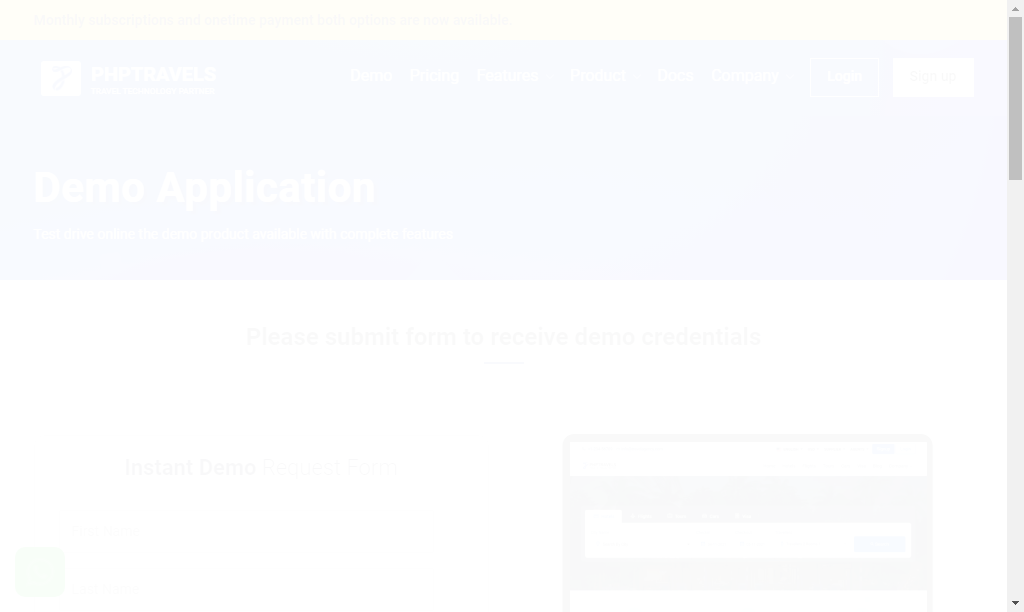 Monthly subscriptions and onetime payment both options are now available.
PHPTRAVELS
TRAVEL TECHNOLOGY PARTNER
Demo Pricing Features Product Docs Company Login Sign up
Demo Application
Test drive online the demo product available with complete features
Please submit form to receive demo credentials
Instant Demo Request Form
First Name
Last Name